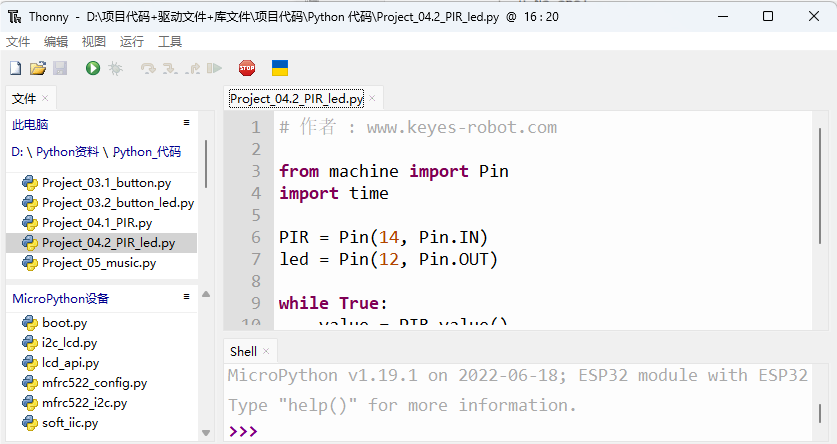 Thonny - D:\项目代码+驱动文件+库文件\项目代码\Python 代码\Project_04.2_PIR_led.py @ 16 : 20
文件 编辑 视图 运行 工具
STOP
文件 ×
此电脑 ≡
D: \ Python资料 \ Python_代码
Project_03.1_button.py
Project_03.2_button_led.py
Project_04.1_PIR.py
Project_04.2_PIR_led.py
Project_05_music.py
MicroPython设备 ≡
boot.py
i2c_lcd.py
lcd_api.py
mfrc522_config.py
mfrc522_i2c.py
soft_iic.py
Project_04.2_PIR_led.py ×
1 # 作者 : www.keyes-robot.com
2
3 from machine import Pin
4 import time
5
6 PIR = Pin(14, Pin.IN)
7 led = Pin(12, Pin.OUT)
8
9 while True:
10 value = PIR.value()
Shell ×
MicroPython v1.19.1 on 2022-06-18; ESP32 module with ESP32
Type "help()" for more information.
>>>